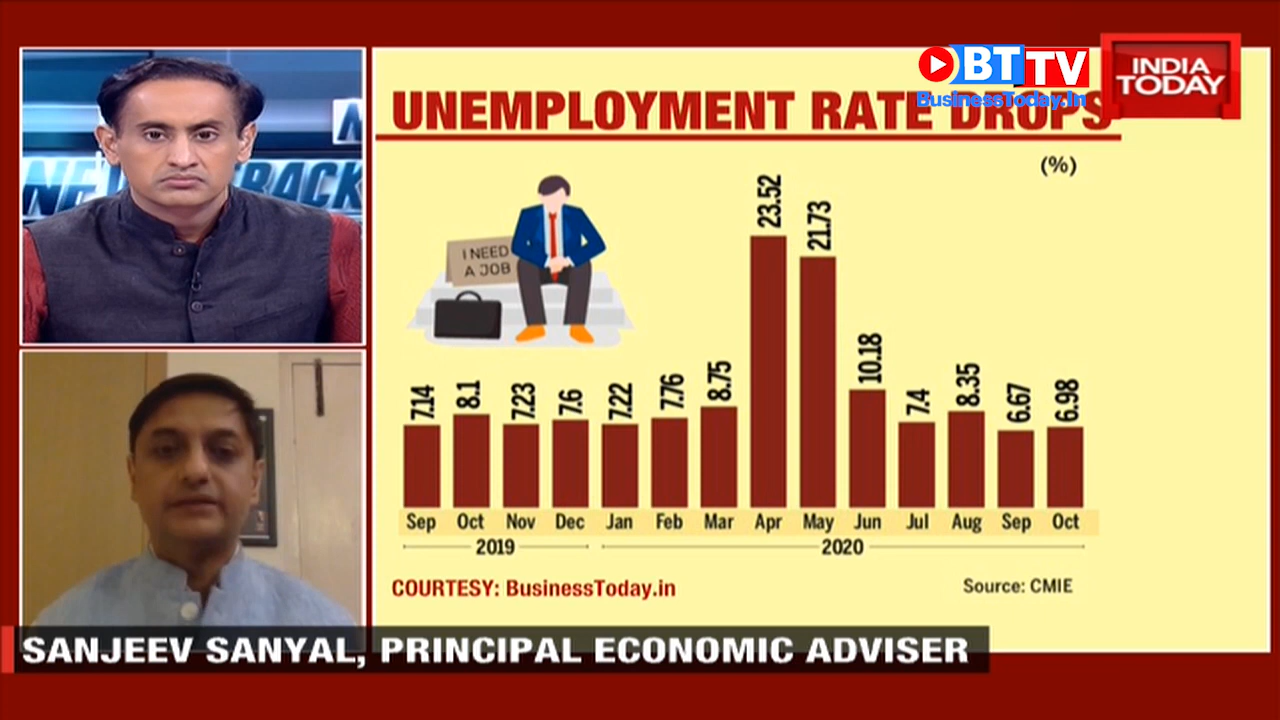 BTTV
BusinessToday.In
INDIA
TODAY
UNEMPLOYMENT RATE DROPS
(%)
I NEED
A JOB
7.14 8.1 7.23 7.6 7.22 7.76 8.75 23.52 21.73 10.18 7.4 8.35 6.67 6.98
Sep Oct Nov Dec Jan Feb Mar Apr May Jun Jul Aug Sep Oct
2019 2020
COURTESY: BusinessToday.in
Source: CMIE
SANJEEV SANYAL, PRINCIPAL ECONOMIC ADVISER